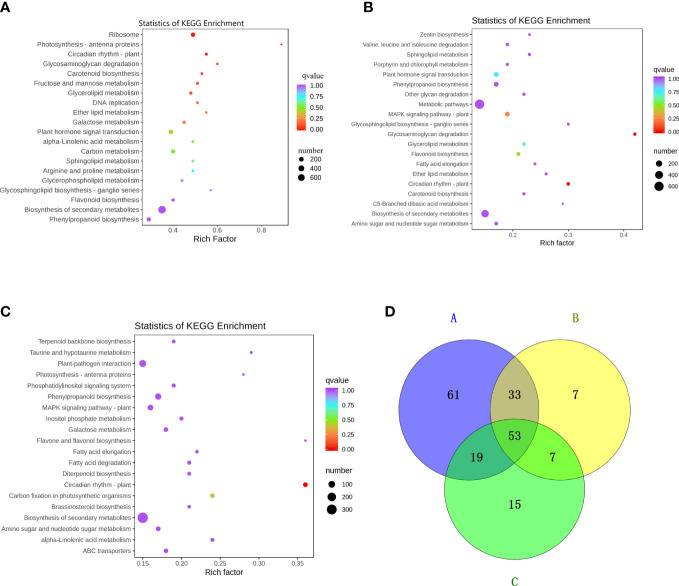 A
Statistics of KEGG Enrichment
Ribosome
Photosynthesis - antenna proteins
Circadian rhythm - plant
Glycosaminoglycan degradation
Carotenoid biosynthesis
Fructose and mannose metabolism
Glycerolipid metabolism
DNA replication
Ether lipid metabolism
Galactose metabolism
Plant hormone signal transduction
alpha-Linolenic acid metabolism
Carbon metabolism
Sphingolipid metabolism
Arginine and proline metabolism
Glycerophospholipid metabolism
Glycosphingolipid biosynthesis - ganglio series
Flavonoid biosynthesis
Biosynthesis of secondary metabolites
Phenylpropanoid biosynthesis
0.4 0.6 0.8
Rich Factor
qvalue
1.00
0.75
0.50
0.25
0.00
number
200
400
600
B
Statistics of KEGG Enrichment
Zeatin biosynthesis
Valine, leucine and isoleucine degradation
Sphingolipid metabolism
Porphyrin and chlorophyll metabolism
Plant hormone signal transduction
Phenylpropanoid biosynthesis
Other glycan degradation
Metabolic pathways
MAPK signaling pathway - plant
Glycosphingolipid biosynthesis - ganglio series
Glycosaminoglycan degradation
Glycerolipid metabolism
Flavonoid biosynthesis
Fatty acid elongation
Ether lipid metabolism
Circadian rhythm - plant
Carotenoid biosynthesis
C5-Branched dibasic acid metabolism
Biosynthesis of secondary metabolites
Amino sugar and nucleotide sugar metabolism
0.2 0.3 0.4
Rich factor
qvalue
1.00
0.75
0.50
0.25
0.00
number
200
400
600
C
Statistics of KEGG Enrichment
Terpenoid backbone biosynthesis
Taurine and hypotaurine metabolism
Plant-pathogen interaction
Photosynthesis - antenna proteins
Phosphatidylinositol signaling system
Phenylpropanoid biosynthesis
MAPK signaling pathway - plant
Inositol phosphate metabolism
Galactose metabolism
Flavone and flavonol biosynthesis
Fatty acid elongation
Fatty acid degradation
Diterpenoid biosynthesis
Circadian rhythm - plant
Carbon fixation in photosynthetic organisms
Brassinosteroid biosynthesis
Biosynthesis of secondary metabolites
Amino sugar and nucleotide sugar metabolism
alpha-Linolenic acid metabolism
ABC transporters
0.15 0.20 0.25 0.30 0.35
Rich factor
qvalue
1.00
0.75
0.50
0.25
0.00
number
100
200
300
D
A
B
61
33
7
53
19
7
15
C